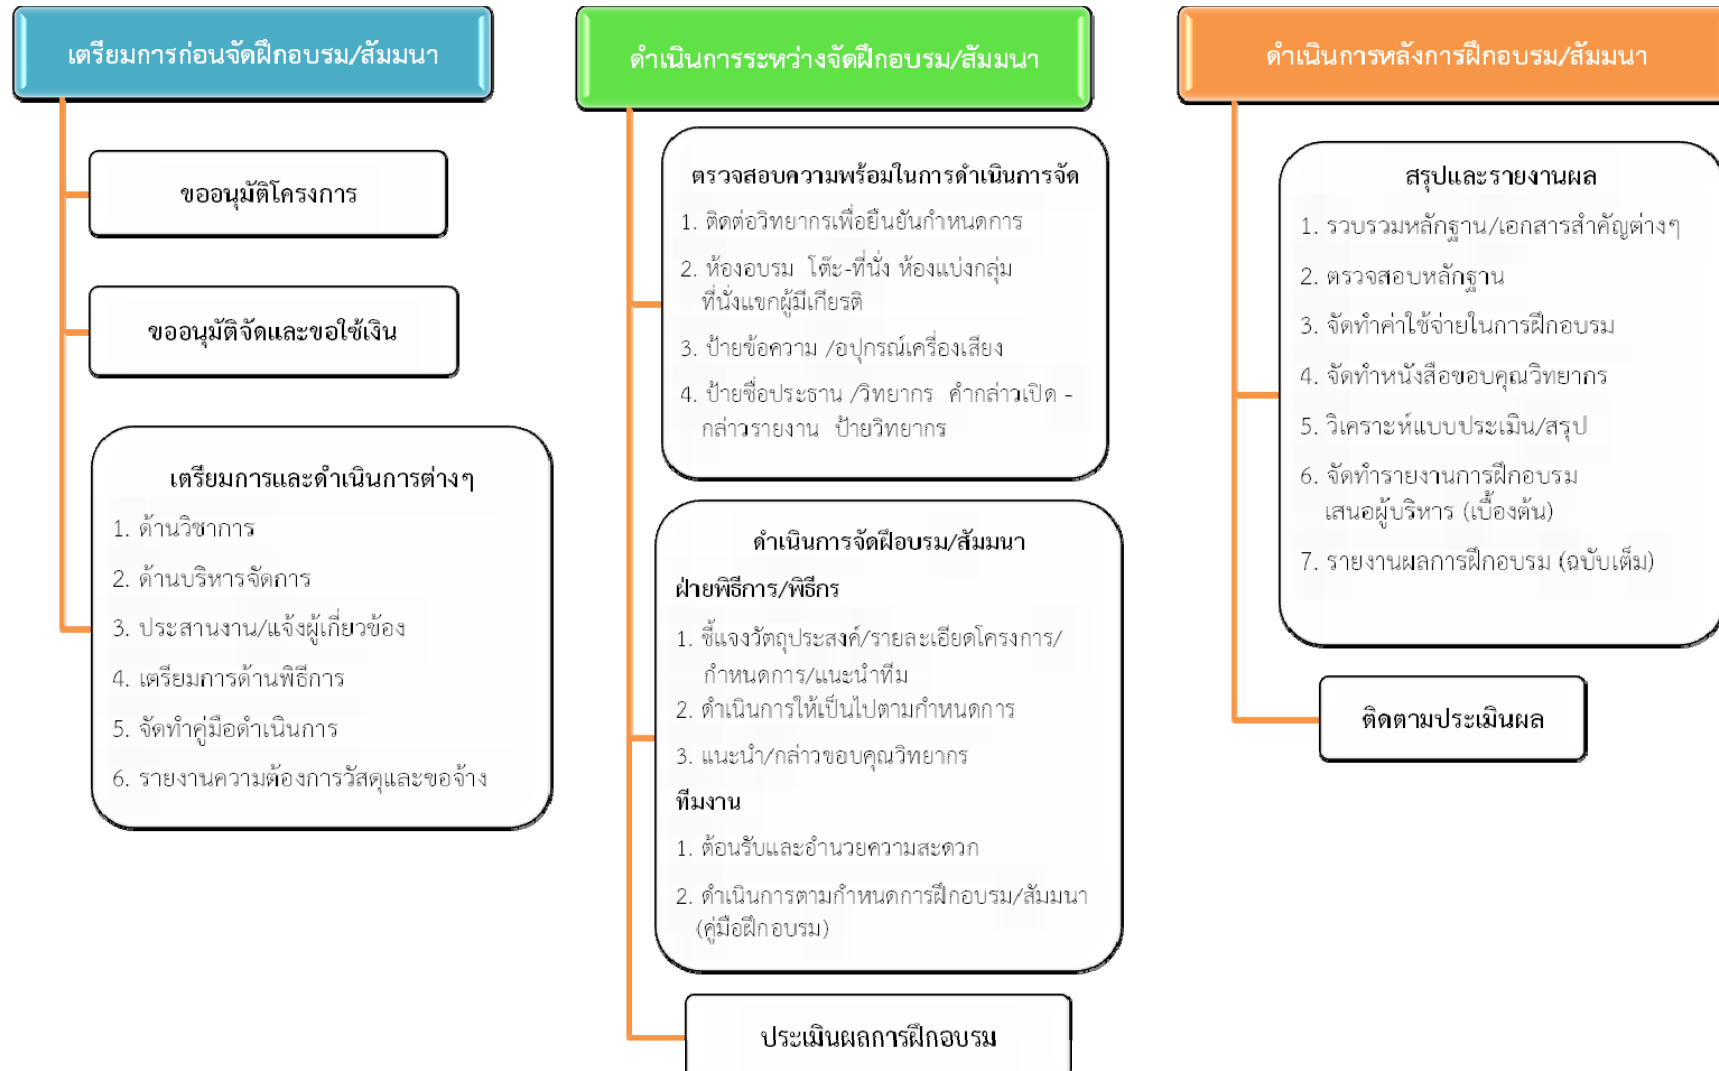 เตรียมการก่อนจัดฝึกอบรม/สัมมนา
ขออนุมัติโครงการ
ขออนุมัติจัดและขอใช้เงิน
เตรียมการและดำเนินการต่างๆ
1. ด้านวิชาการ
2. ด้านบริหารจัดการ
3. ประสานงาน/แจ้งผู้เกี่ยวข้อง
4. เตรียมการด้านพิธีการ
5. จัดทำคู่มือดำเนินการ
6. รายงานความต้องการวัสดุและขอจ้าง
ดำเนินการระหว่างจัดฝึกอบรม/สัมมนา
ตรวจสอบความพร้อมในการดำเนินการจัด
1. ติดต่อวิทยากรเพื่อยืนยันกำหนดการ
2. ห้องอบรม โต๊ะ-ที่นั่ง ห้องแบ่งกลุ่ม
ที่นั่งแขกผู้มีเกียรติ
3. ป้ายข้อความ /อปุกรณ์เครื่องเสียง
4. ป้ายชื่อประธาน /วิทยากร คำกล่าวเปิด -
กล่าวรายงาน ป้ายวิทยากร
ดำเนินการจัดฝึอบรม/สัมมนา
ฝ่ายพิธีการ/พิธีกร
1. ชี้แจงวัตถุประสงค์/รายละเอียดโครงการ/
กำหนดการ/แนะนำทีม
2. ดำเนินการให้เป็นไปตามกำหนดการ
3. แนะนำ/กล่าวขอบคุณวิทยากร
ทีมงาน
1. ต้อนรับและอำนวยความสะดวก
2. ดำเนินการตามกำหนดการฝึกอบรม/สัมมนา
(คู่มือฝึกอบรม)
ประเมินผลการฝึกอบรม
ดำเนินการหลังการฝึกอบรม/สัมมนา
สรุปและรายงานผล
1. รวบรวมหลักฐาน/เอกสารสำคัญต่างๆ
2. ตรวจสอบหลักฐาน
3. จัดทำค่าใช้จ่ายในการฝึกอบรม
4. จัดทำหนังสือขอบคุณวิทยากร
5. วิเคราะห์แบบประเมิน/สรุป
6. จัดทำรายงานการฝึกอบรม
เสนอผู้บริหาร (เบื้องต้น)
7. รายงานผลการฝึกอบรม (ฉบับเต็ม)
ติดตามประเมินผล